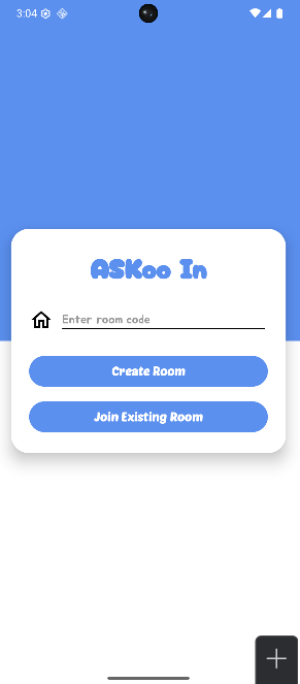 3:04
ASKoo In
Enter room code
Create Room
Join Existing Room